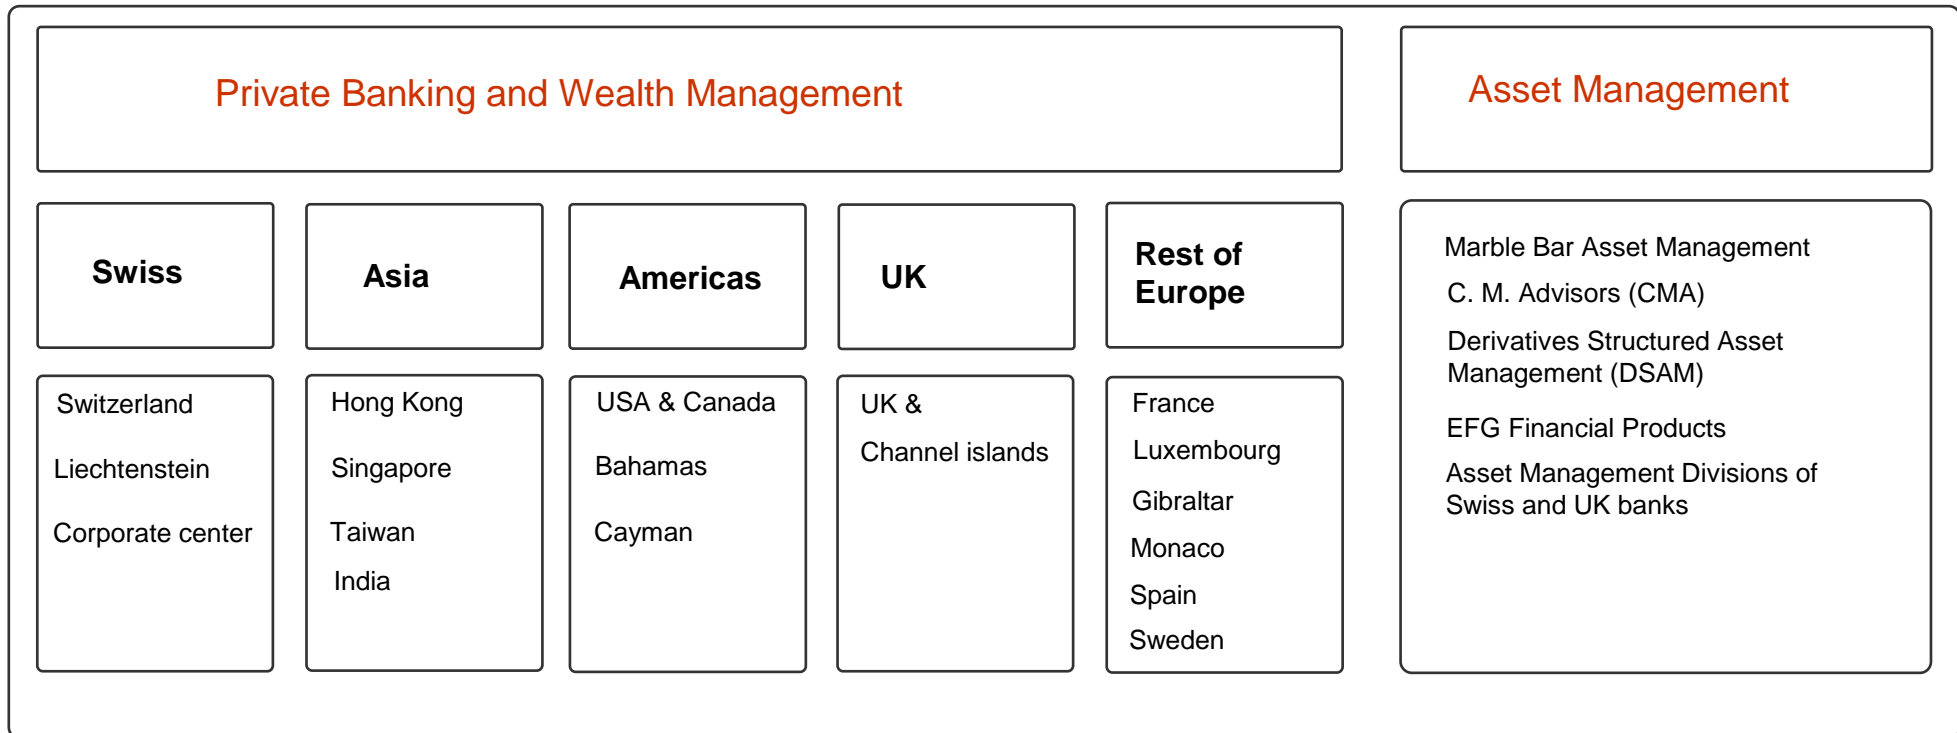 Private Banking and Wealth Management
Asset Management
Swiss
Asia
Americas
UK
Rest of
Europe
Switzerland
Liechtenstein
Corporate center
Hong Kong
Singapore
Taiwan
India
USA & Canada
Bahamas
Cayman
UK &
Channel islands
France
Luxembourg
Gibraltar
Monaco
Spain
Sweden
Marble Bar Asset Management
C. M. Advisors (CMA)
Derivatives Structured Asset
Management (DSAM)
EFG Financial Products
Asset Management Divisions of
Swiss and UK banks